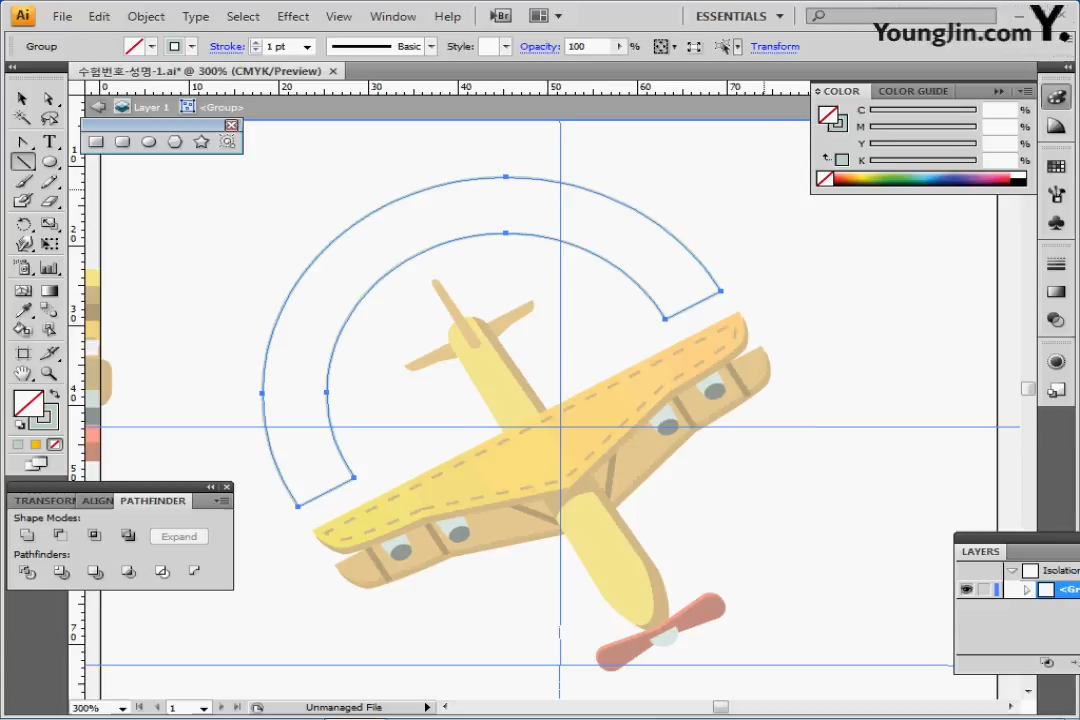 Ai File Edit Object Type Select Effect View Window Help Br ESSENTIALS
YoungJin.com Y.
Group Stroke: 1 pt Basic Style: Opacity: 100 % Transform
수험번호-성명-1.ai* @ 300% (CMYK/Preview) ×
0 10 20 30 40 50 60 70
Layer 1 <Group>
COLOR COLOR GUIDE
C %
M %
Y %
K %
TRANSFORM ALIGN PATHFINDER
Shape Modes:
Expand
Pathfinders:
LAYERS
Isolation
<Gr
300% 1 Unmanaged File